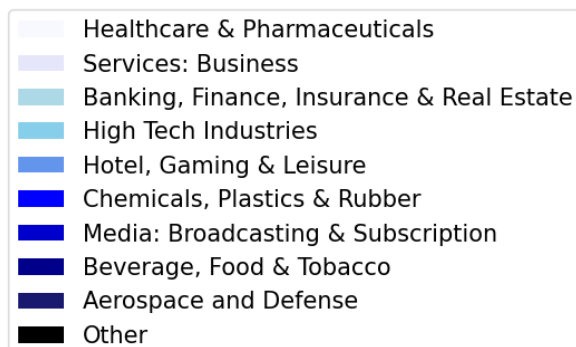 Healthcare & Pharmaceuticals
Services: Business
Banking, Finance, Insurance & Real Estate
High Tech Industries
Hotel, Gaming & Leisure
Chemicals, Plastics & Rubber
Media: Broadcasting & Subscription
Beverage, Food & Tobacco
Aerospace and Defense
Other